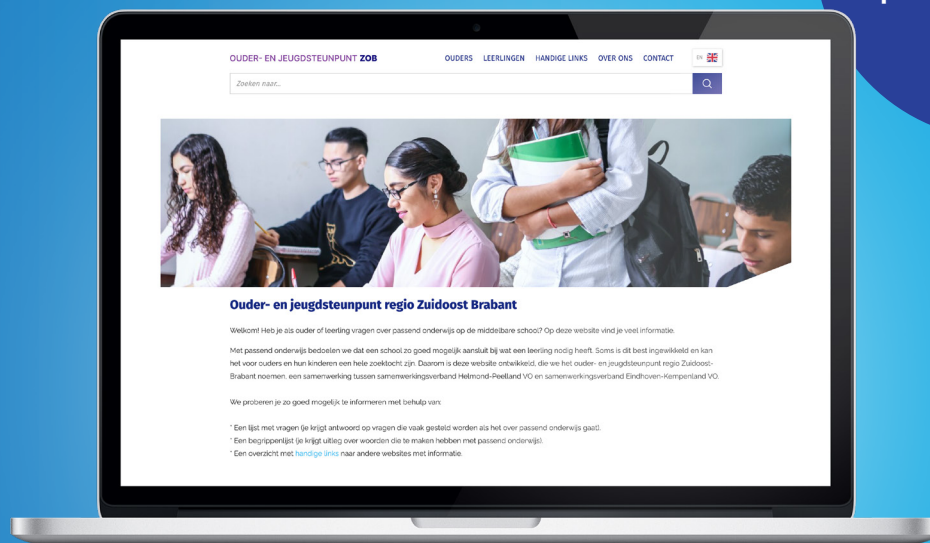 OUDER- EN JEUGDSTEUNPUNT ZOB
OUDERS LEERLINGEN HANDIGE LINKS OVER ONS CONTACT EN
Zoeken naar...
Ouder- en jeugdsteunpunt regio Zuidoost Brabant
Welkom! Heb je als ouder of leerling vragen over passend onderwijs op de middelbare school? Op deze website vind je veel informatie.
Met passend onderwijs bedoelen we dat een school zo goed mogelijk aansluit bij wat een leerling nodig heeft. Soms is dit best ingewikkeld en kan
het voor ouders en hun kinderen een hele zoektocht zijn. Daarom is deze website ontwikkeld, die we het ouder- en jeugdsteunpunt regio Zuidoost-
Brabant noemen, een samenwerking tussen samenwerkingsverband Helmond-Peelland VO en samenwerkingsverband Eindhoven-Kempenland VO.
We proberen je zo goed mogelijk te informeren met behulp van:
* Een lijst met vragen (je krijgt antwoord op vragen die vaak gesteld worden als het over passend onderwijs gaat).
* Een begrippenlijst (je krijgt uitleg over woorden die te maken hebben met passend onderwijs).
* Een overzicht met handige links naar andere websites met informatie.